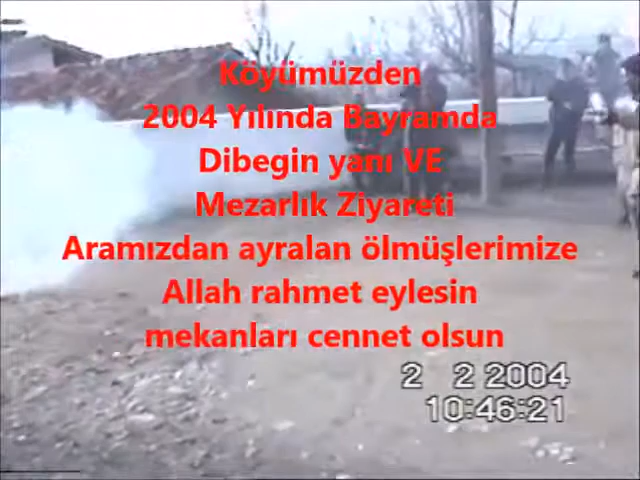 Köyümüzden
2004 Yılında Bayramda
Dibegin yanı VE
Mezarlık Ziyareti
Aramızdan ayralan ölmüşlerimize
Allah rahmet eylesin
mekanları cennet olsun
2 2 2004
10:46:21